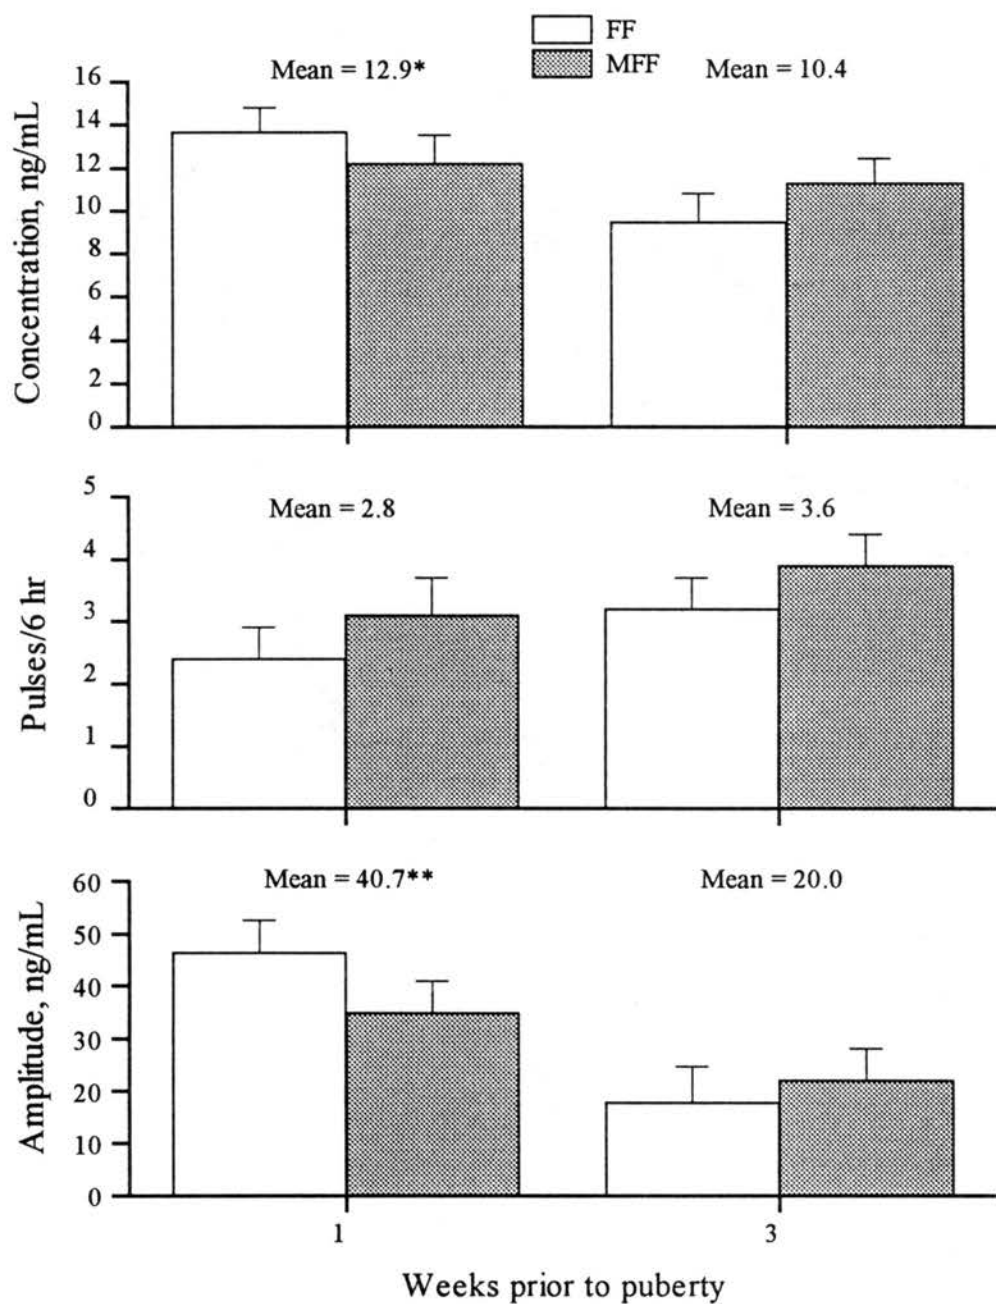 FF
MFF
Mean = 12.9*
Mean = 10.4
Concentration, ng/mL
16
14
12
10
8
6
4
2
0
Mean = 2.8
Mean = 3.6
Pulses/6 hr
5
4
3
2
1
0
Mean = 40.7**
Mean = 20.0
Amplitude, ng/mL
60
50
40
30
20
10
0
1
3
Weeks prior to puberty